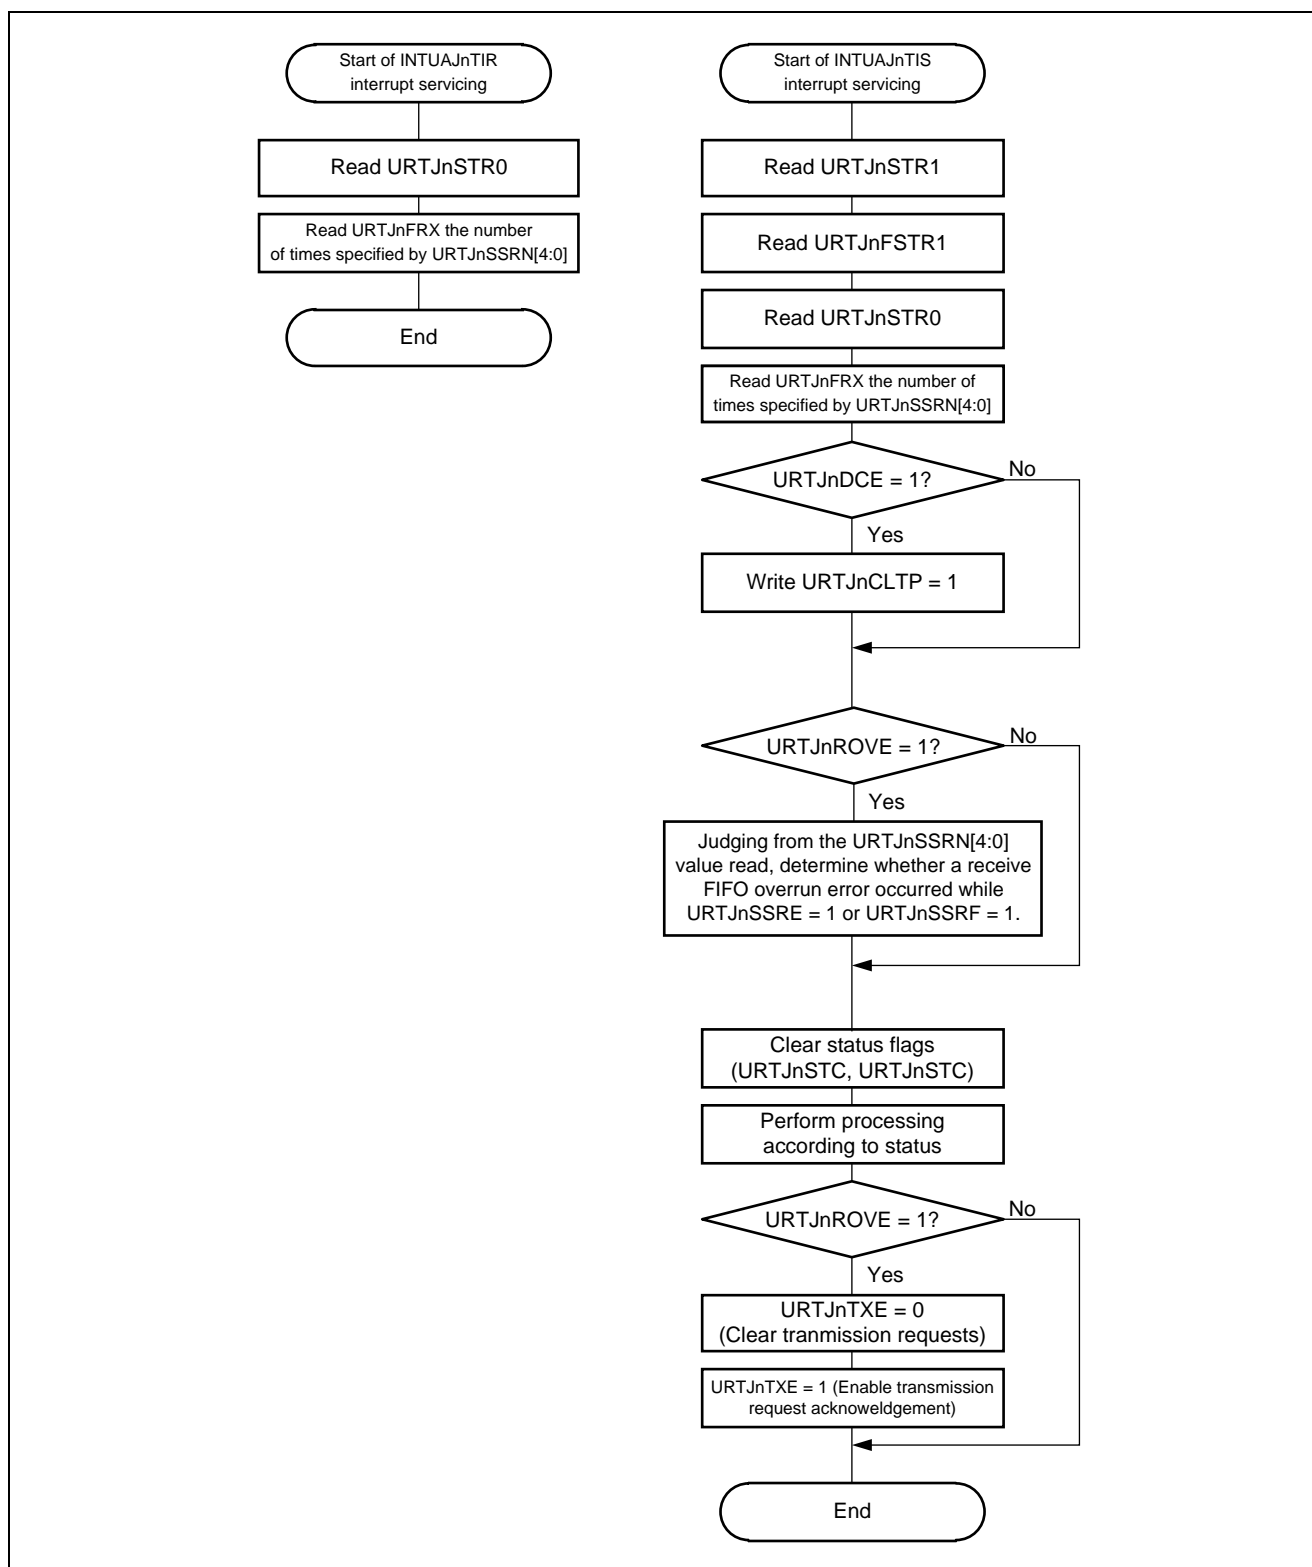 Start of INTUAJnTIR
interrupt servicing
Read URTJnSTR0
Read URTJnFRX the number
of times specified by URTJnSSRN[4:0]
End
Start of INTUAJnTIS
interrupt servicing
Read URTJnSTR1
Read URTJnFSTR1
Read URTJnSTR0
Read URTJnFRX the number of
times specified by URTJnSSRN[4:0]
URTJnDCE = 1?
No
Yes
Write URTJnCLTP = 1
URTJnROVE = 1?
No
Yes
Judging from the URTJnSSRN[4:0]
value read, determine whether a receive
FIFO overrun error occurred while
URTJnSSRE = 1 or URTJnSSRF = 1.
Clear status flags
(URTJnSTC, URTJnSTC)
Perform processing
according to status
URTJnROVE = 1?
No
Yes
URTJnTXE = 0
(Clear tranmission requests)
URTJnTXE = 1 (Enable transmission
request acknoweldgement)
End